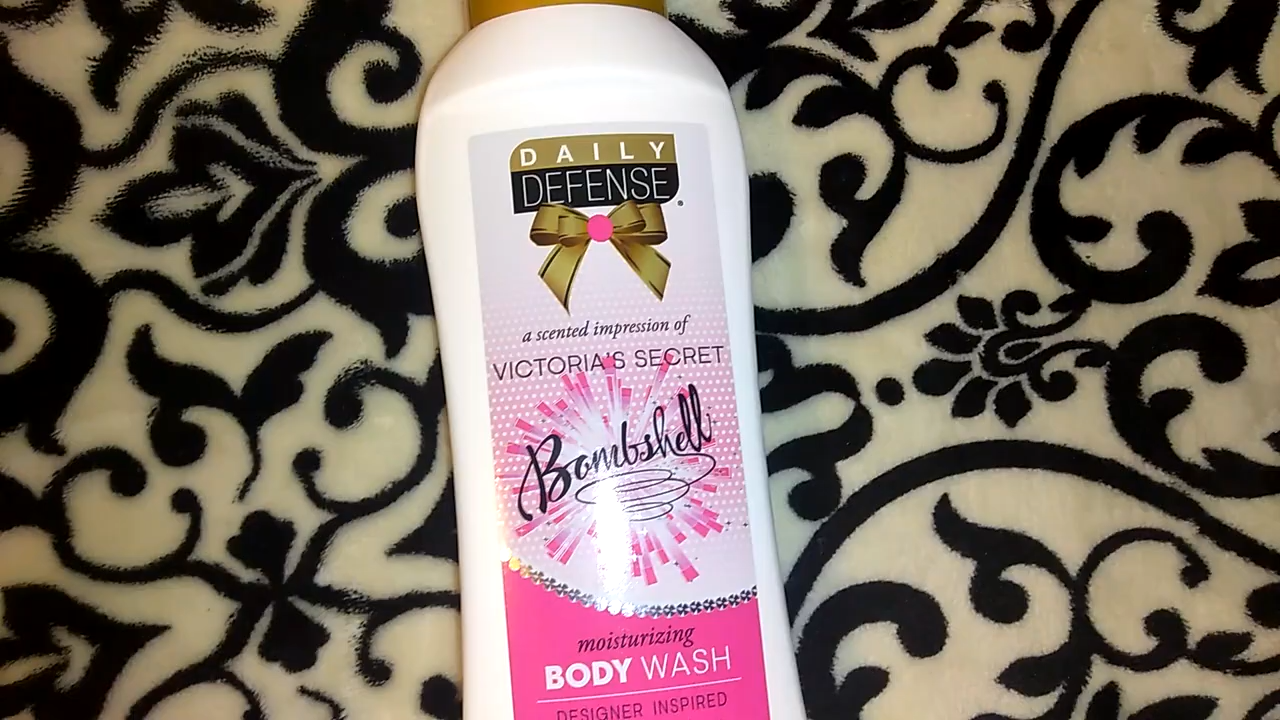 DAILY
DEFENSE®
a scented impression of
VICTORIA'S SECRET
Bombshell
moisturizing
BODY WASH
DESIGNER INSPIRED